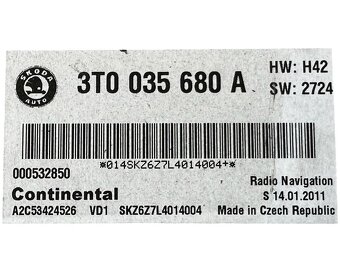 SKODA
AUTO
3T0 035 680 A
HW: H42
SW: 2724
*014SKZ6Z7L4014004+*
000532850
Radio Navigation
Continental
S 14.01.2011
A2C53424526 VD1 SKZ6Z7L4014004 Made in Czech Republic